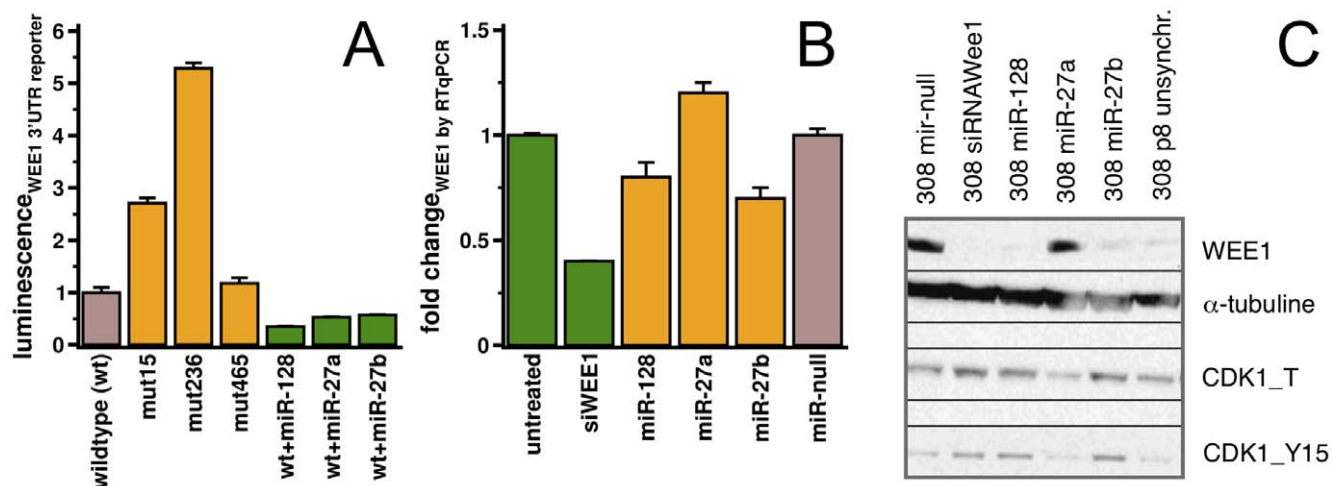 A
luminescence WEE1 3'UTR reporter
6
5
4
3
2
1
0
wildtype (wt)
mut15
mut236
mut465
wt+miR-128
wt+miR-27a
wt+miR-27b
B
fold change WEE1 by RTqPCR
1.5
1
0.5
0
untreated
siWEE1
miR-128
miR-27a
miR-27b
miR-null
C
308 mir-null
308 siRNAWee1
308 miR-128
308 miR-27a
308 miR-27b
308 p8 unsynchr.
WEE1
α-tubuline
CDK1_T
CDK1_Y15